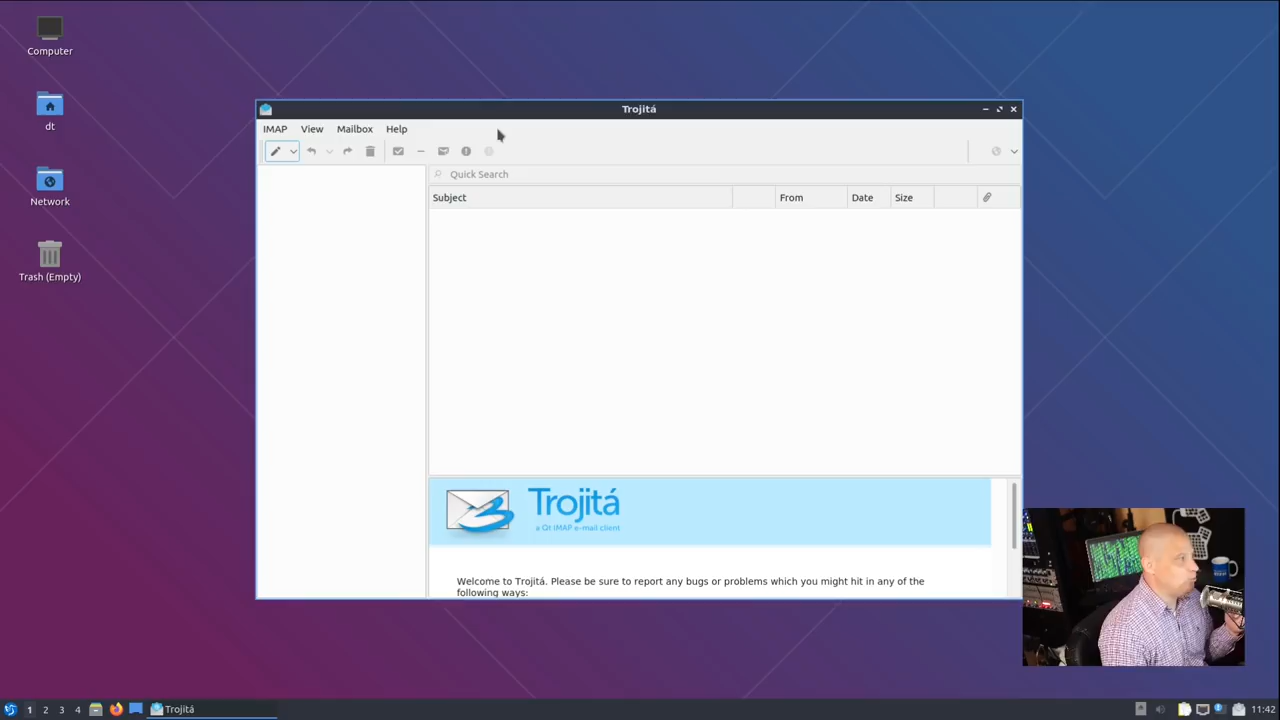 Computer
dt
Network
Trash (Empty)
Trojitá
IMAP View Mailbox Help
Quick Search
Subject From Date Size
Trojitá
a Qt IMAP e-mail client
Welcome to Trojitá. Please be sure to report any bugs or problems which you might hit in any of the
following ways:
1 2 3 4 Trojitá 11:42